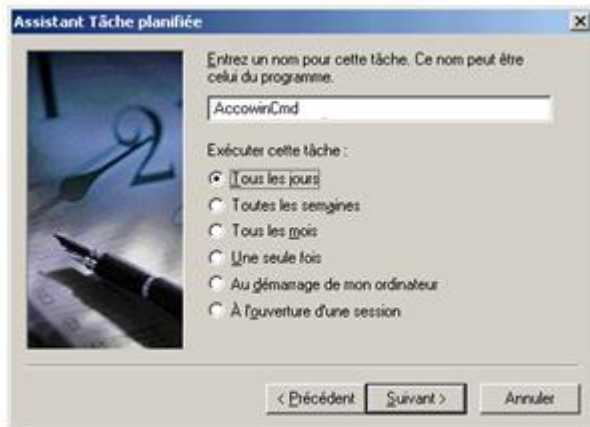 Assistant Tâche planifiée
Entrez un nom pour cette tâche. Ce nom peut être
celui du programme.
AccowinCmd
Exécuter cette tâche :
Tous les jours
Toutes les semaines
Tous les mois
Une seule fois
Au démarrage de mon ordinateur
À l'ouverture d'une session
< Précédent
Suivant >
Annuler
2